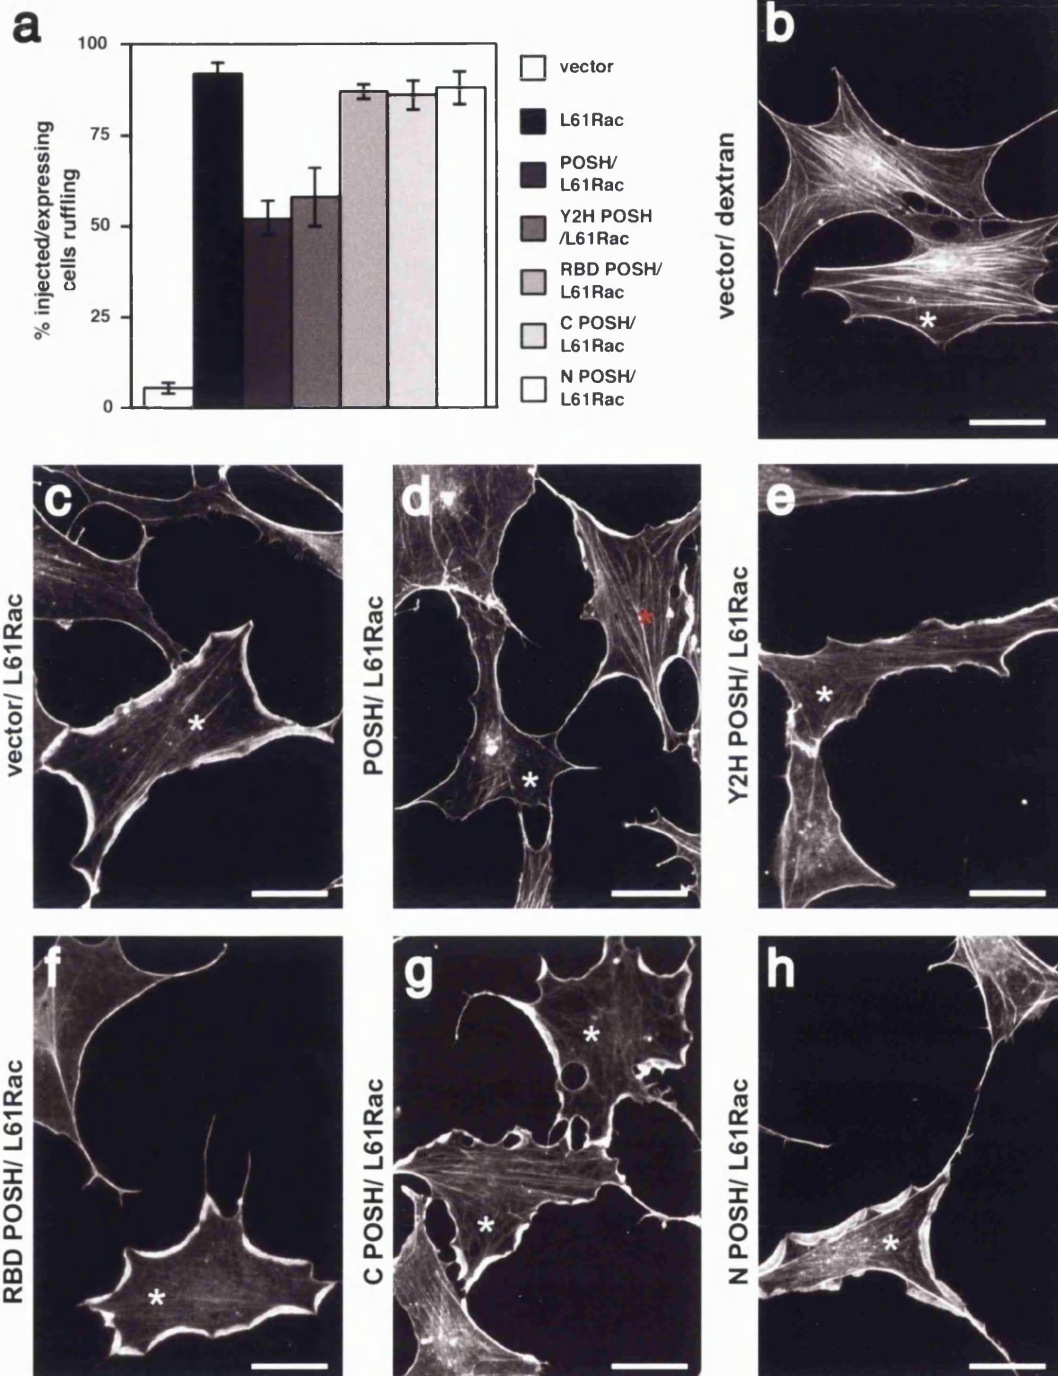 a
100
75
50
25
0
% injected/expressing
cells ruffling
vector
L61Rac
POSH/
L61Rac
Y2H POSH
/L61Rac
RBD POSH/
L61Rac
C POSH/
L61Rac
N POSH/
L61Rac
b
vector/ dextran
*
c
vector/ L61Rac
*
d
POSH/ L61Rac
*
*
e
Y2H POSH/ L61Rac
*
f
RBD POSH/ L61Rac
*
g
C POSH/ L61Rac
*
*
h
N POSH/ L61Rac
*